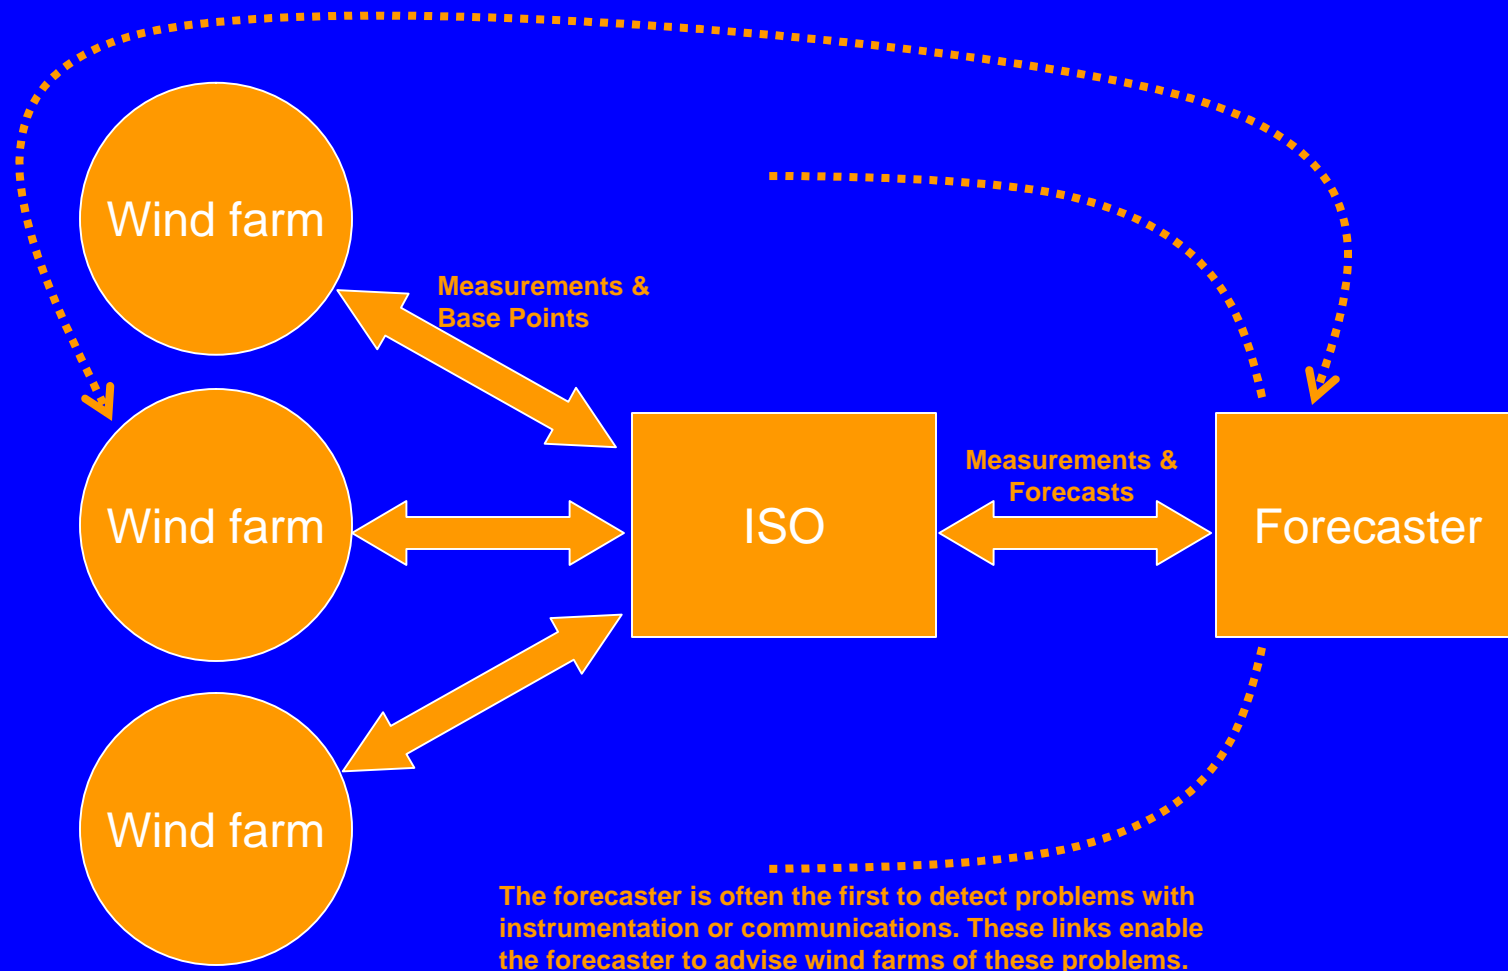 Wind farm
Measurements &
Base Points
Wind farm
ISO
Measurements &
Forecasts
Forecaster
Wind farm
The forecaster is often the first to detect problems with
instrumentation or communications. These links enable
the forecaster to advise wind farms of these problems.